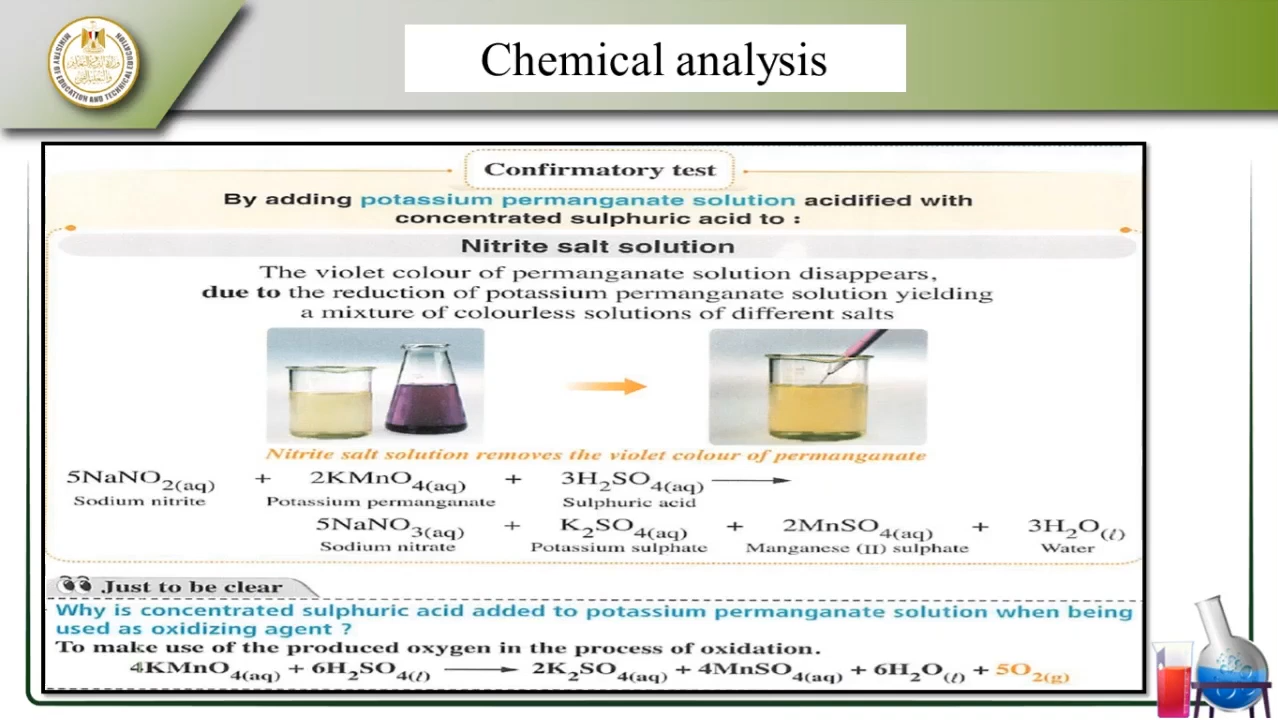 Chemical analysis
MINISTRY OF EDUCATION AND TECHNICAL EDUCATION
Confirmatory test
By adding potassium permanganate solution acidified with
concentrated sulphuric acid to :
Nitrite salt solution
The violet colour of permanganate solution disappears,
due to the reduction of potassium permanganate solution yielding
a mixture of colourless solutions of different salts
Nitrite salt solution removes the violet colour of permanganate
5NaNO₂(aq) + 2KMnO₄(aq) + 3H₂SO₄(aq) ⟶
Sodium nitrite Potassium permanganate Sulphuric acid
5NaNO₃(aq) + K₂SO₄(aq) + 2MnSO₄(aq) + 3H₂O(ℓ)
Sodium nitrate Potassium sulphate Manganese (II) sulphate Water
Just to be clear
Why is concentrated sulphuric acid added to potassium permanganate solution when being
used as oxidizing agent ?
To make use of the produced oxygen in the process of oxidation.
4KMnO₄(aq) + 6H₂SO₄(ℓ) ⟶ 2K₂SO₄(aq) + 4MnSO₄(aq) + 6H₂O(ℓ) + 5O₂(g)